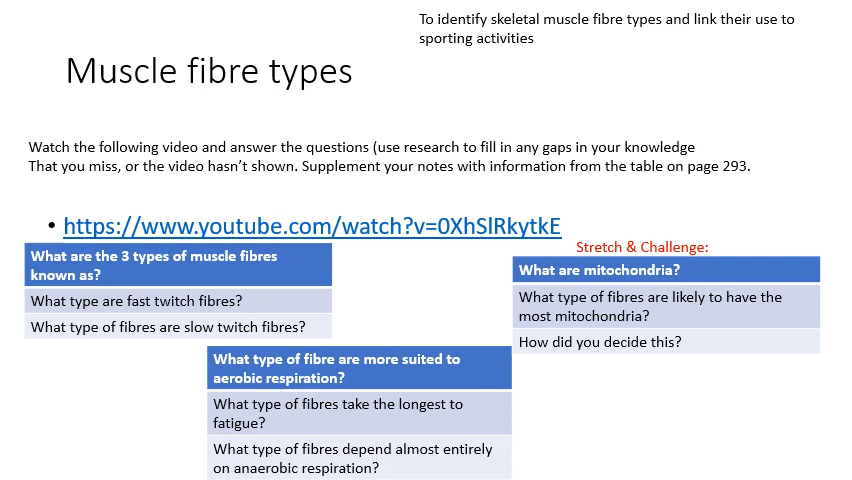 To identify skeletal muscle fibre types and link their use to
sporting activities
Muscle fibre types
Watch the following video and answer the questions (use research to fill in any gaps in your knowledge
That you miss, or the video hasn’t shown. Supplement your notes with information from the table on page 293.
• https://www.youtube.com/watch?v=0XhSlRkytkE
What are the 3 types of muscle fibres
known as?
What type are fast twitch fibres?
What type of fibres are slow twitch fibres?
Stretch & Challenge:
What are mitochondria?
What type of fibres are likely to have the
most mitochondria?
How did you decide this?
What type of fibre are more suited to
aerobic respiration?
What type of fibres take the longest to
fatigue?
What type of fibres depend almost entirely
on anaerobic respiration?